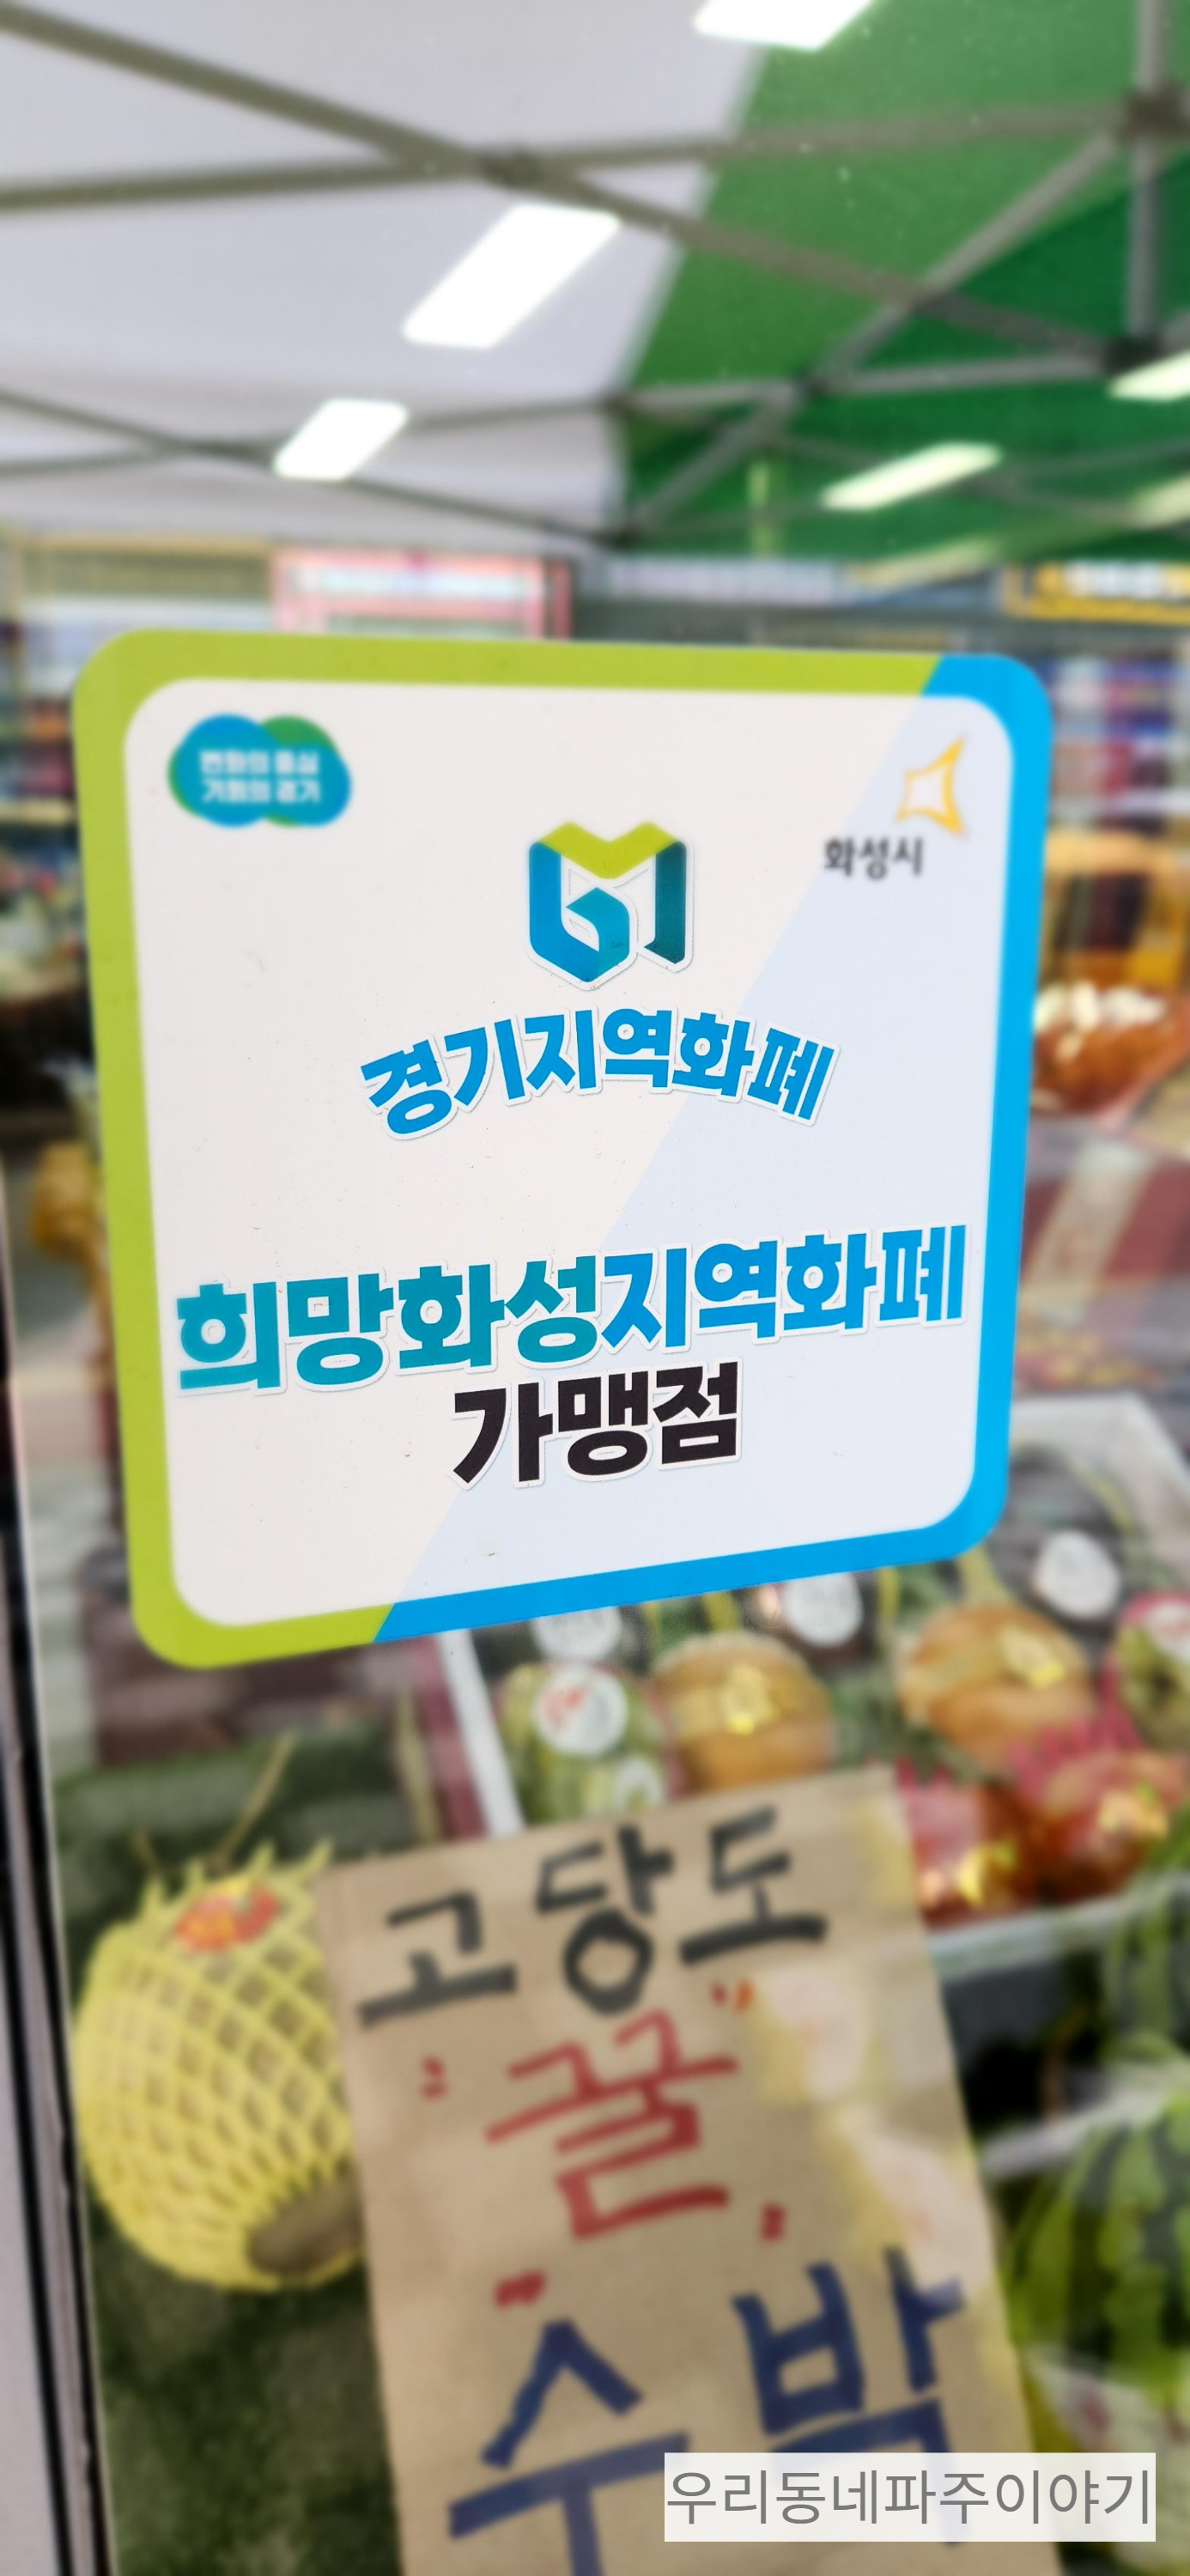 변화의 중심
기회의 경기
화성시
경기지역화폐
희망화성지역화폐
가맹점
고당도
"꿀"
수박
우리동네파주이야기